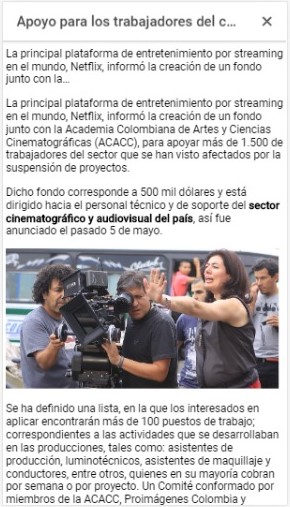 Apoyo para los trabajadores del c...
La principal plataforma de entretenimiento por streaming
en el mundo, Netflix, informó la creación de un fondo
junto con la...
La principal plataforma de entretenimiento por streaming
en el mundo, Netflix, informó la creación de un fondo
junto con la Academia Colombiana de Artes y Ciencias
Cinematográficas (ACACC), para apoyar más de 1.500 de
trabajadores del sector que se han visto afectados por la
suspensión de proyectos.
Dicho fondo corresponde a 500 mil dólares y está
dirigido hacia el personal técnico y de soporte del sector
cinematográfico y audiovisual del país, así fue
anunciado el pasado 5 de mayo.
Se ha definido una lista, en la que los interesados en
aplicar encontrarán más de 100 puestos de trabajo;
correspondientes a las actividades que se desarrollaban
en las producciones, tales como: asistentes de
producción, luminotécnicos, asistentes de maquillaje y
conductores, entre otros, quienes en su mayoría cobran
por semana o por proyecto. Un Comité conformado por
miembros de la ACACC, Proimágenes Colombia y